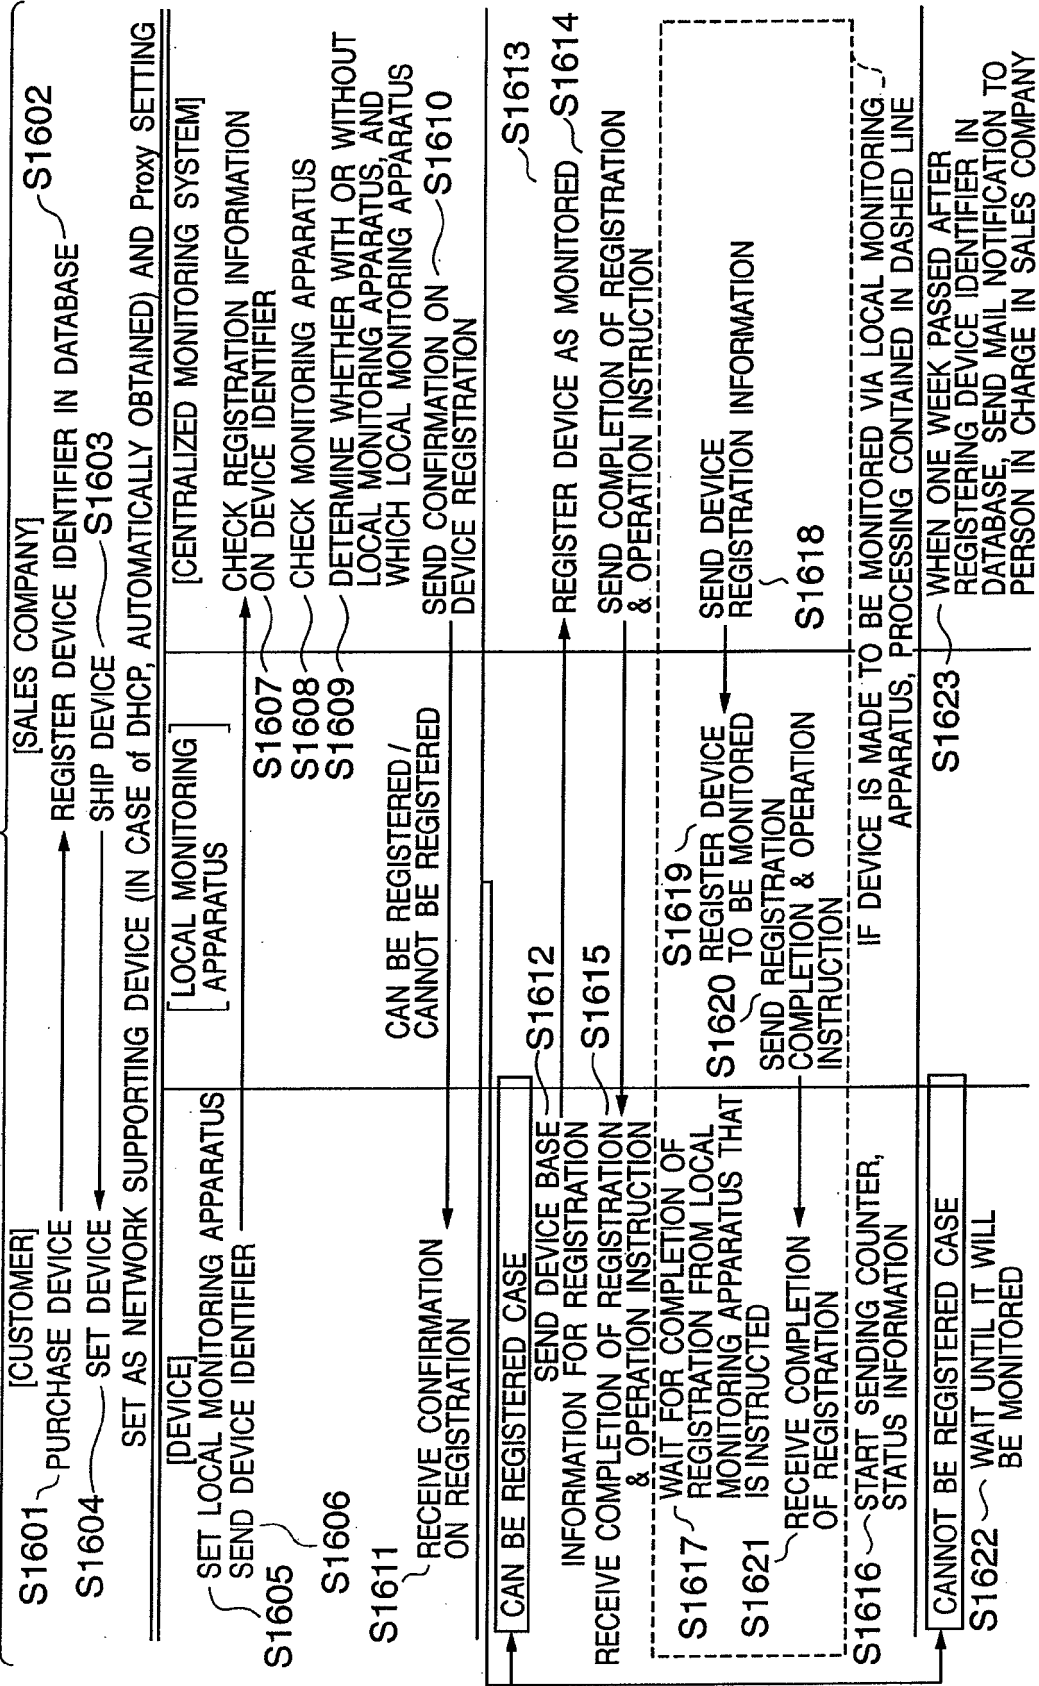 [CUSTOMER]
[SALES COMPANY]
S1601
PURCHASE DEVICE
REGISTER DEVICE IDENTIFIER IN DATABASE
S1602
S1604
SET DEVICE
SHIP DEVICE
S1603
SET AS NETWORK SUPPORTING DEVICE (IN CASE of DHCP, AUTOMATICALLY OBTAINED) AND Proxy SETTING
[DEVICE]
[LOCAL MONITORING
APPARATUS]
[CENTRALIZED MONITORING SYSTEM]
SET LOCAL MONITORING APPARATUS
SEND DEVICE IDENTIFIER
S1605
S1606
CHECK REGISTRATION INFORMATION
ON DEVICE IDENTIFIER
S1607
CHECK MONITORING APPARATUS
S1608
DETERMINE WHETHER WITH OR WITHOUT
LOCAL MONITORING APPARATUS, AND
WHICH LOCAL MONITORING APPARATUS
S1609
SEND CONFIRMATION ON
DEVICE REGISTRATION
S1610
CAN BE REGISTERED/
CANNOT BE REGISTERED
S1611
RECEIVE CONFIRMATION
ON REGISTRATION
CAN BE REGISTERED CASE
S1613
SEND DEVICE BASE
INFORMATION FOR REGISTRATION
S1612
REGISTER DEVICE AS MONITORED
S1614
RECEIVE COMPLETION OF REGISTRATION
& OPERATION INSTRUCTION
S1615
SEND COMPLETION OF REGISTRATION
& OPERATION INSTRUCTION
S1617
WAIT FOR COMPLETION OF
REGISTRATION FROM LOCAL
MONITORING APPARATUS THAT
IS INSTRUCTED
S1619
REGISTER DEVICE
TO BE MONITORED
SEND DEVICE
REGISTRATION INFORMATION
S1618
S1620
SEND REGISTRATION
COMPLETION & OPERATION
INSTRUCTION
S1621
RECEIVE COMPLETION
OF REGISTRATION
S1616
START SENDING COUNTER,
STATUS INFORMATION
IF DEVICE IS MADE TO BE MONITORED VIA LOCAL MONITORING
APPARATUS, PROCESSING CONTAINED IN DASHED LINE
CANNOT BE REGISTERED CASE
S1622
WAIT UNTIL IT WILL
BE MONITORED
S1623
WHEN ONE WEEK PASSED AFTER
REGISTERING DEVICE IDENTIFIER IN
DATABASE, SEND MAIL NOTIFICATION TO
PERSON IN CHARGE IN SALES COMPANY